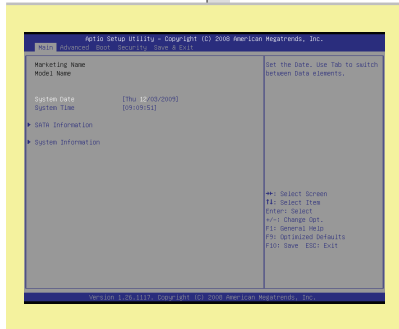 Aptio Setup Utility - Copyright (C) 2008 American Megatrends, Inc.
Main Advanced Boot Security Save & Exit
Marketing Name
Model Name
System Date [Thu 12/03/2009]
System Time [09:09:51]
▶ SATA Information
▶ System Information
Set the Date. Use Tab to switch
between Data elements.
→←: Select Screen
↑↓: Select Item
Enter: Select
+/-: Change Opt.
F1: General Help
F9: Optimized Defaults
F10: Save ESC: Exit
Version 1.26.1137. Copyright (C) 2008 American Megatrends, Inc.